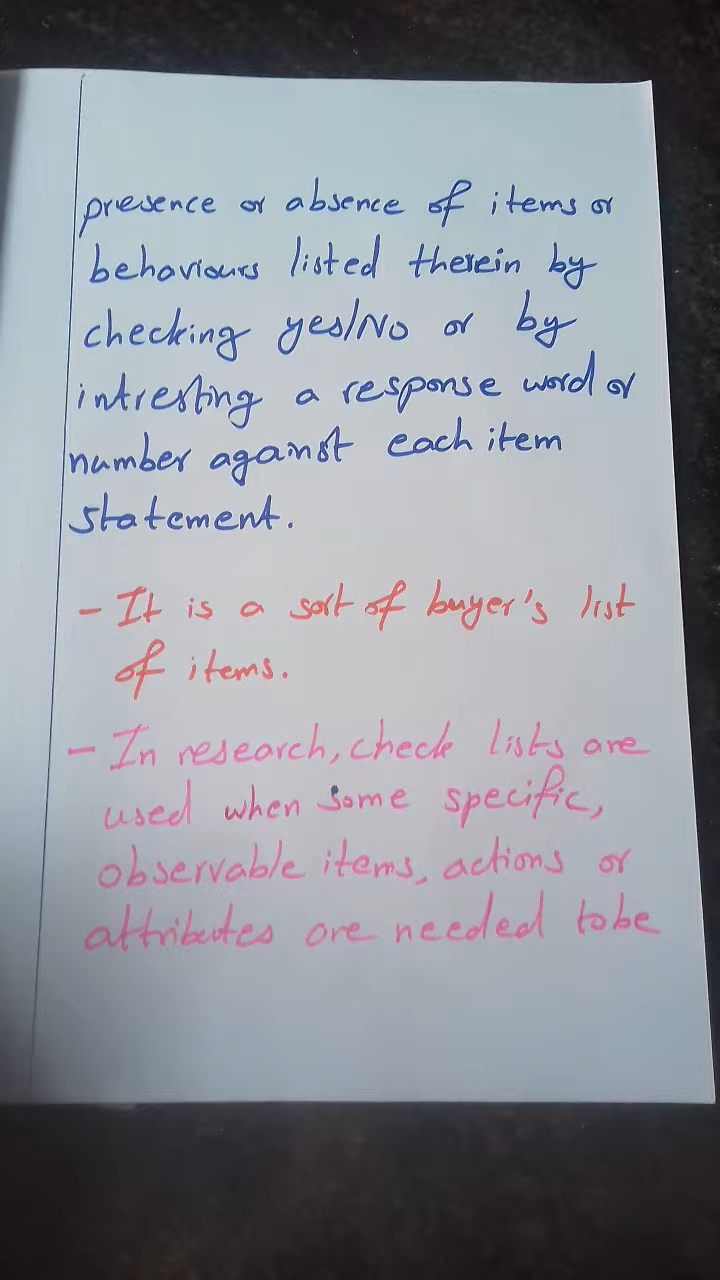 presence or absence of items or
behaviours listed therein by
checking yes/No or by
intresting a response word or
number against each item
statement.
- It is a sort of buyer's list
of items.
- In research, check lists are
used when some specific,
observable items, actions or
attributes are needed tobe